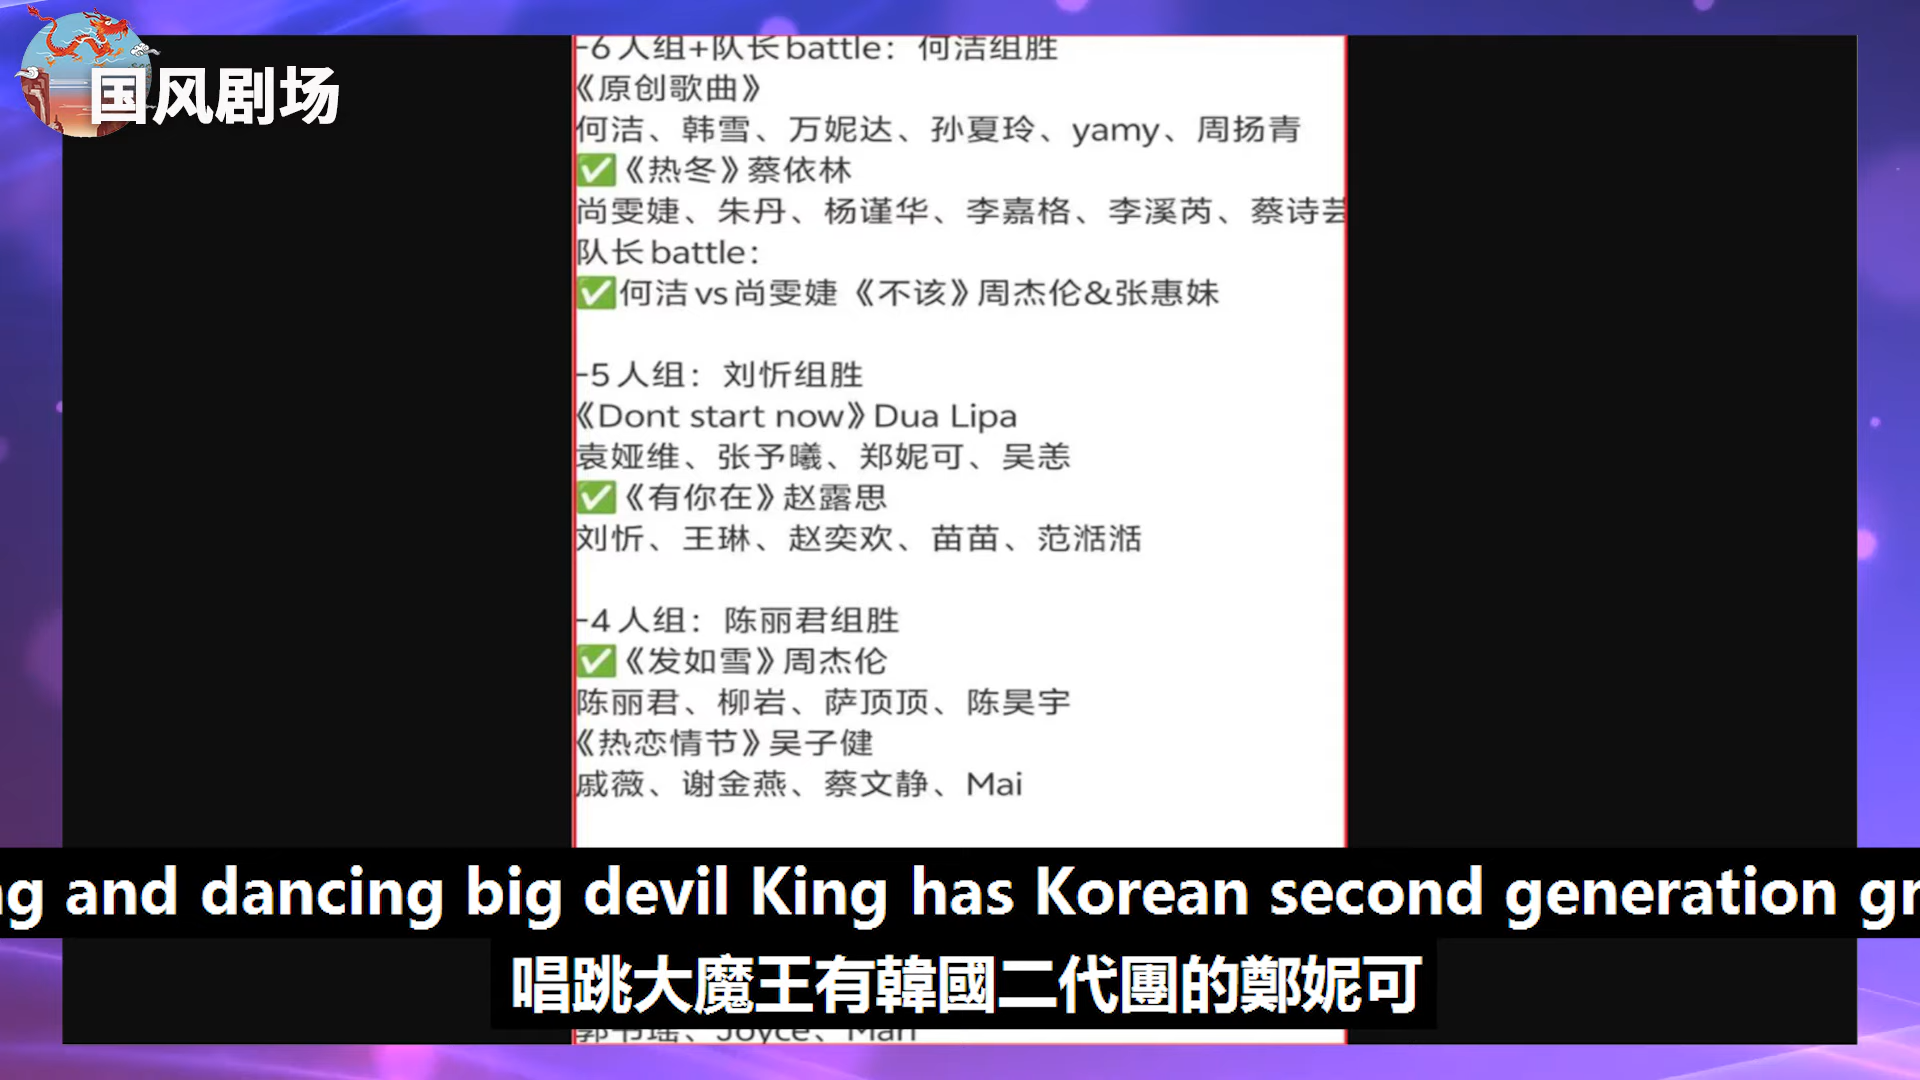 国风剧场
-6人组+队长battle：何洁组胜
《原创歌曲》
何洁、韩雪、万妮达、孙夏玲、yamy、周扬青
✅《热冬》蔡依林
尚雯婕、朱丹、杨谨华、李嘉格、李溪芮、蔡诗芸
队长battle：
✅何洁vs尚雯婕《不该》周杰伦&张惠妹
-5人组：刘忻组胜
《Dont start now》Dua Lipa
袁娅维、张予曦、郑妮可、吴恙
✅《有你在》赵露思
刘忻、王琳、赵奕欢、苗苗、范湉湉
-4人组：陈丽君组胜
✅《发如雪》周杰伦
陈丽君、柳岩、萨顶顶、陈昊宇
《热恋情节》吴子健
戚薇、谢金燕、蔡文静、Mai
and dancing big devil King has Korean second generation
唱跳大魔王有韓國二代團的鄭妮可
郭书瑶、Joyce、Mari